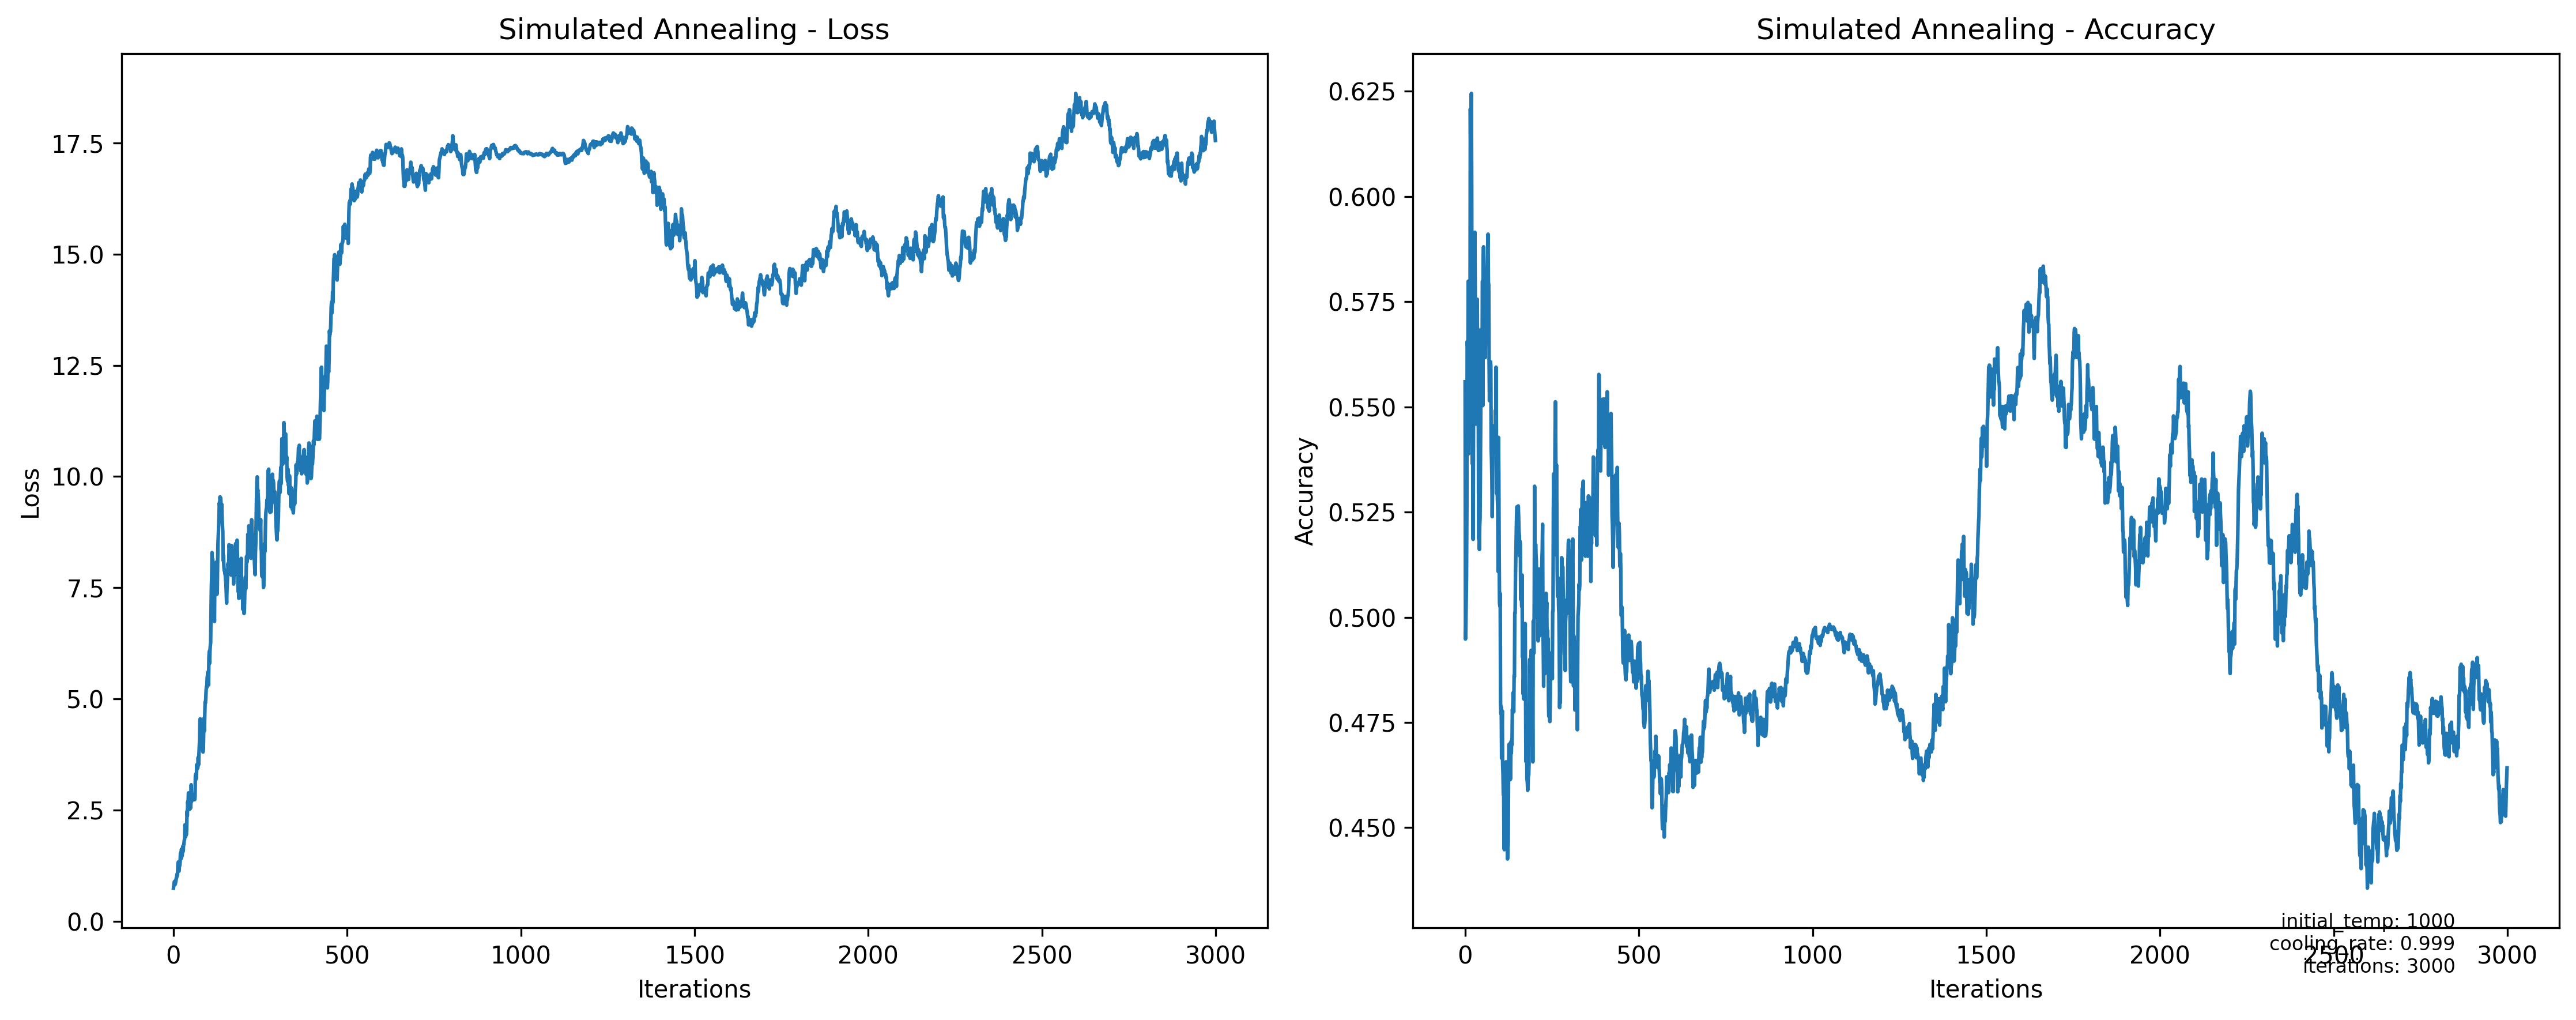 Simulated Annealing - Loss
17.5
15.0
12.5
10.0
7.5
5.0
2.5
0.0
Loss
0 500 1000 1500 2000 2500 3000
Iterations
Simulated Annealing - Accuracy
0.625
0.600
0.575
0.550
0.525
0.500
0.475
0.450
Accuracy
0 500 1000 1500 2000 2500 3000
Iterations
initial_temp: 1000
cooling_rate: 0.999
iterations: 3000